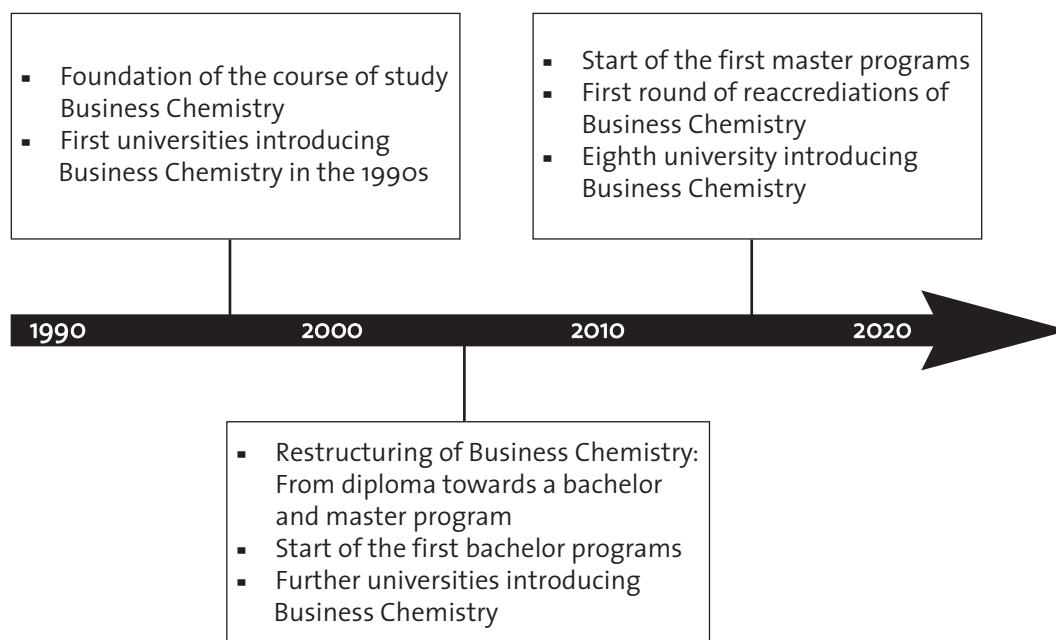 ▪ Foundation of the course of study
Business Chemistry
▪ First universities introducing
Business Chemistry in the 1990s
▪ Start of the first master programs
▪ First round of reaccrediations of
Business Chemistry
▪ Eighth university introducing
Business Chemistry
1990 2000 2010 2020
▪ Restructuring of Business Chemistry:
From diploma towards a bachelor
and master program
▪ Start of the first bachelor programs
▪ Further universities introducing
Business Chemistry